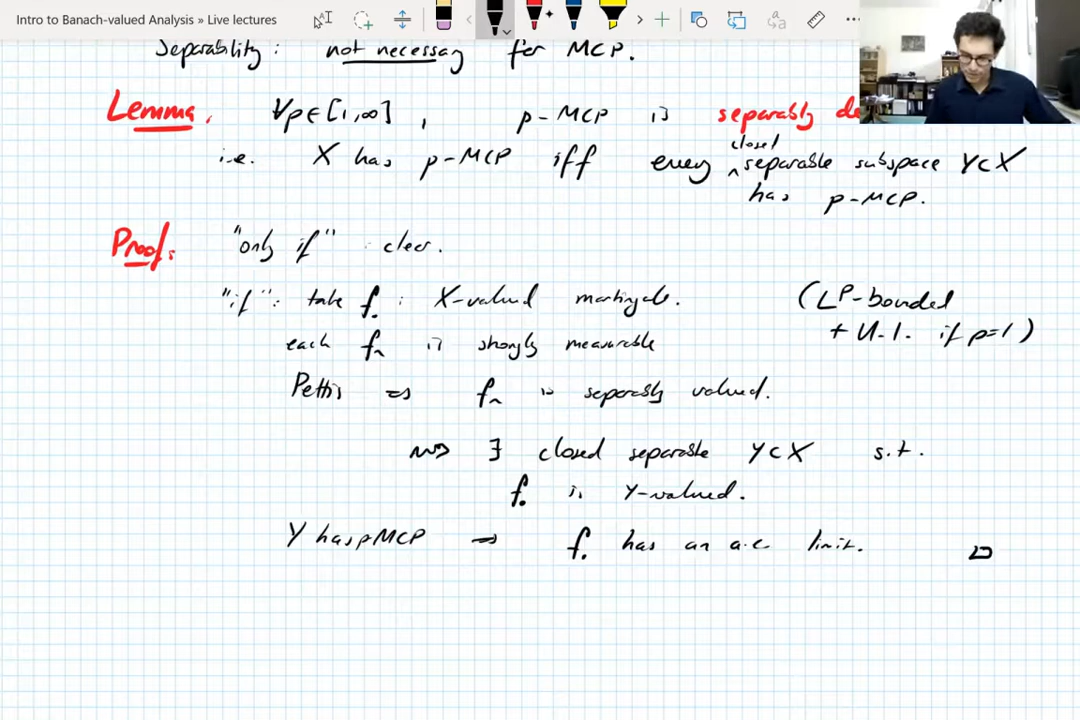 Intro to Banach-valued Analysis » Live lectures
Separability : not necessary for MCP.
Lemma. ∀p∈[1,∞], p-MCP is separably de
i.e. X has p-MCP iff every closed separable subspace Y⊂X
has p-MCP.
Proof: "only if" : clear.
"if": take f. : X-valued martingale. (L^p-bounded
+ U.I. if p=1)
each fn is strongly measurable
Pettis ⇒ fn is separably valued.
⇝ ∃ closed separable Y⊂X s.t.
f. is Y-valued.
Y has p MCP ⇒ f. has an a.e. limit. □